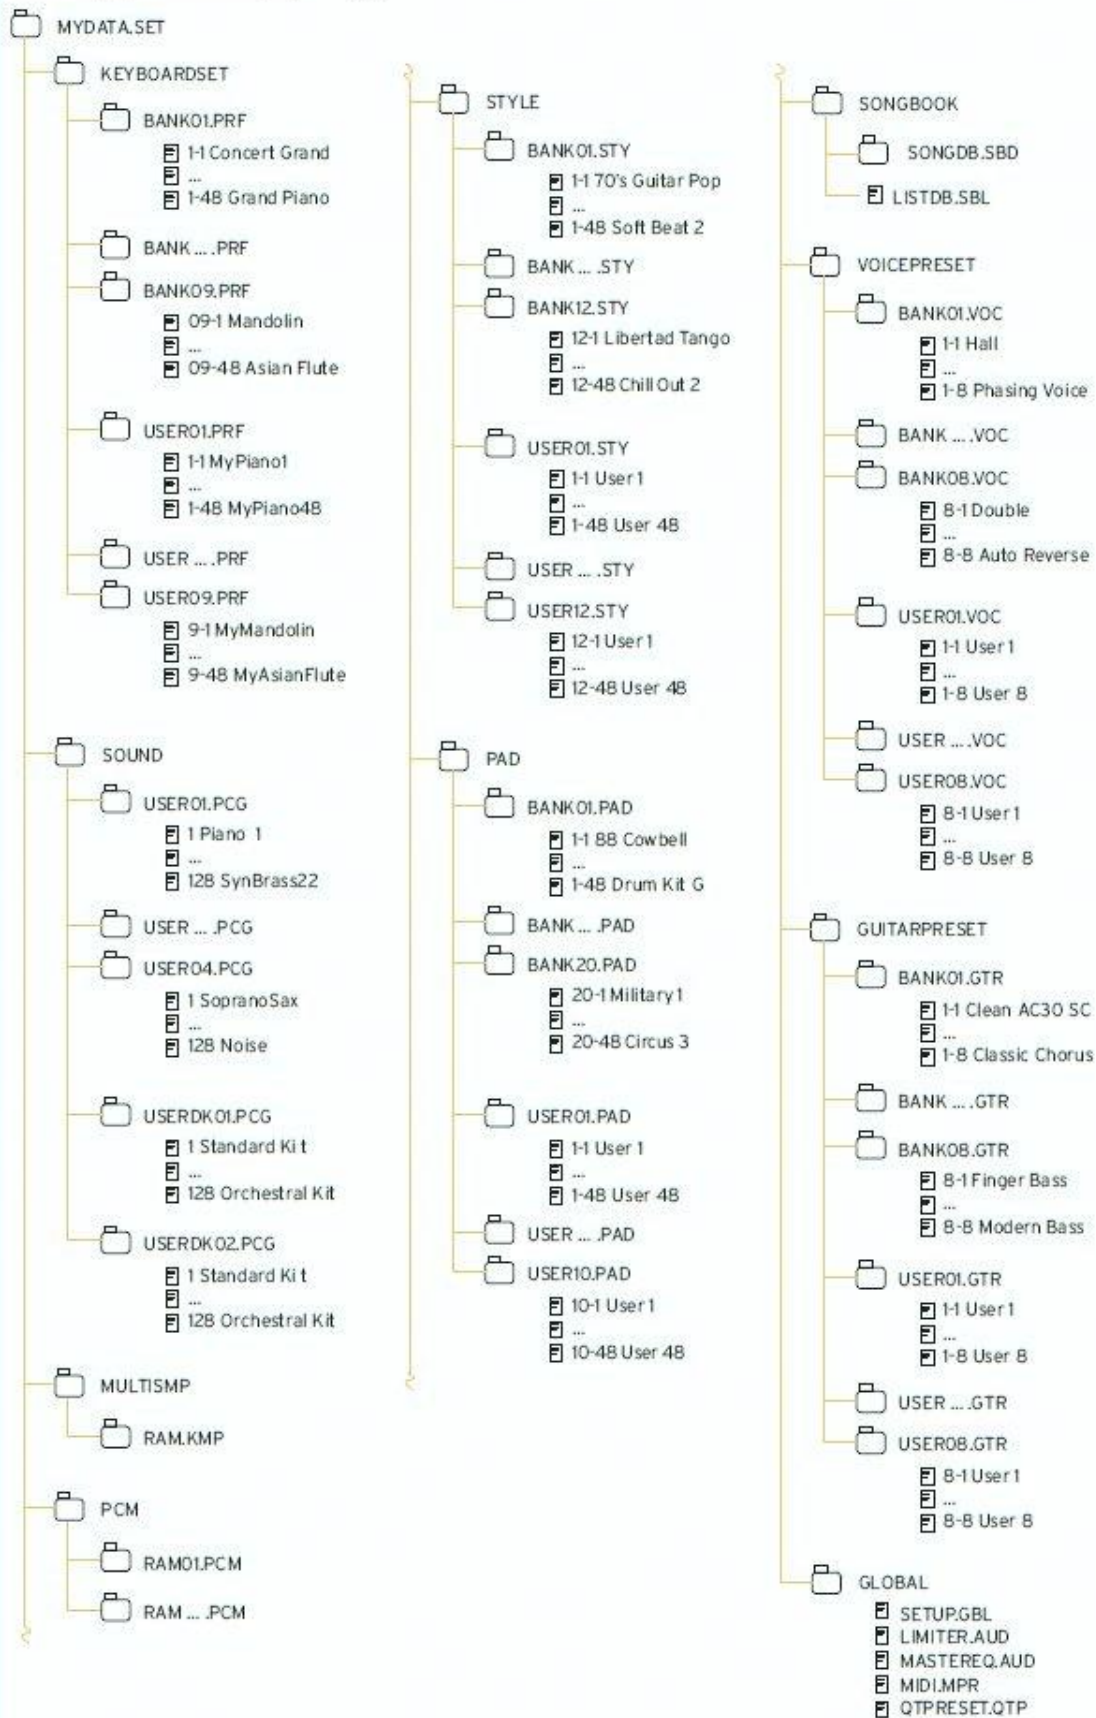 MYDATA.SET
KEYBOARDSET
BANK01.PRF
1-1 Concert Grand
...
1-48 Grand Piano
BANK ... .PRF
BANK09.PRF
09-1 Mandolin
...
09-48 Asian Flute
USER01.PRF
1-1 MyPiano1
...
1-48 MyPiano48
USER ... .PRF
USER09.PRF
9-1 MyMandolin
...
9-48 MyAsianFlute
SOUND
USER01.PCG
1 Piano 1
...
128 SynBrass22
USER ... .PCG
USER04.PCG
1 SopranoSax
...
128 Noise
USERDK01.PCG
1 Standard Kit
...
128 Orchestral Kit
USERDK02.PCG
1 Standard Kit
...
128 Orchestral Kit
MULTISMP
RAM.KMP
PCM
RAM01.PCM
RAM ... .PCM
STYLE
BANK01.STY
1-1 70's Guitar Pop
...
1-48 Soft Beat 2
BANK ... .STY
BANK12.STY
12-1 Libertad Tango
...
12-48 Chill Out 2
USER01.STY
1-1 User 1
...
1-48 User 48
USER ... .STY
USER12.STY
12-1 User 1
...
12-48 User 48
PAD
BANK01.PAD
1-1 88 Cowbell
...
1-48 Drum Kit G
BANK ... .PAD
BANK20.PAD
20-1 Military 1
...
20-48 Circus 3
USER01.PAD
1-1 User 1
...
1-48 User 48
USER ... .PAD
USER10.PAD
10-1 User 1
...
10-48 User 48
SONGBOOK
SONGDB.SBD
LISTDB.SBL
VOICEPRESET
BANK01.VOC
1-1 Hall
...
1-8 Phasing Voice
BANK ... .VOC
BANK08.VOC
8-1 Double
...
8-8 Auto Reverse
USER01.VOC
1-1 User 1
...
1-8 User 8
USER ... .VOC
USER08.VOC
8-1 User 1
...
8-8 User 8
GUITARPRESET
BANK01.GTR
1-1 Clean AC30 SC
...
1-8 Classic Chorus
BANK ... .GTR
BANK08.GTR
8-1 Finger Bass
...
8-8 Modern Bass
USER01.GTR
1-1 User 1
...
1-8 User 8
USER ... .GTR
USER08.GTR
8-1 User 1
...
8-8 User 8
GLOBAL
SETUP.GBL
LIMITER.AUD
MASTEREQ.AUD
MIDI.MPR
QTPRESET.QTP